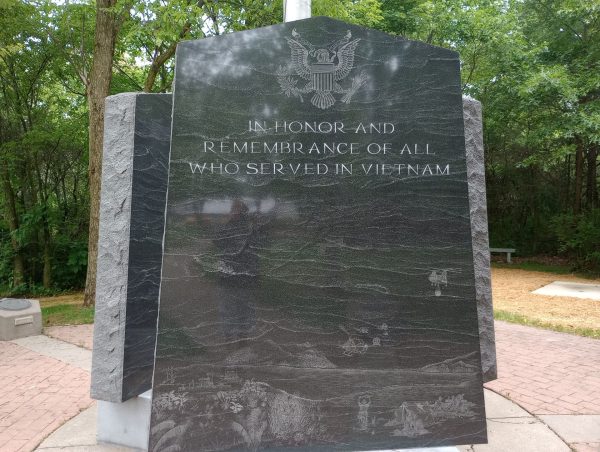 IN HONOR AND
REMEMBRANCE OF ALL
WHO SERVED IN VIETNAM